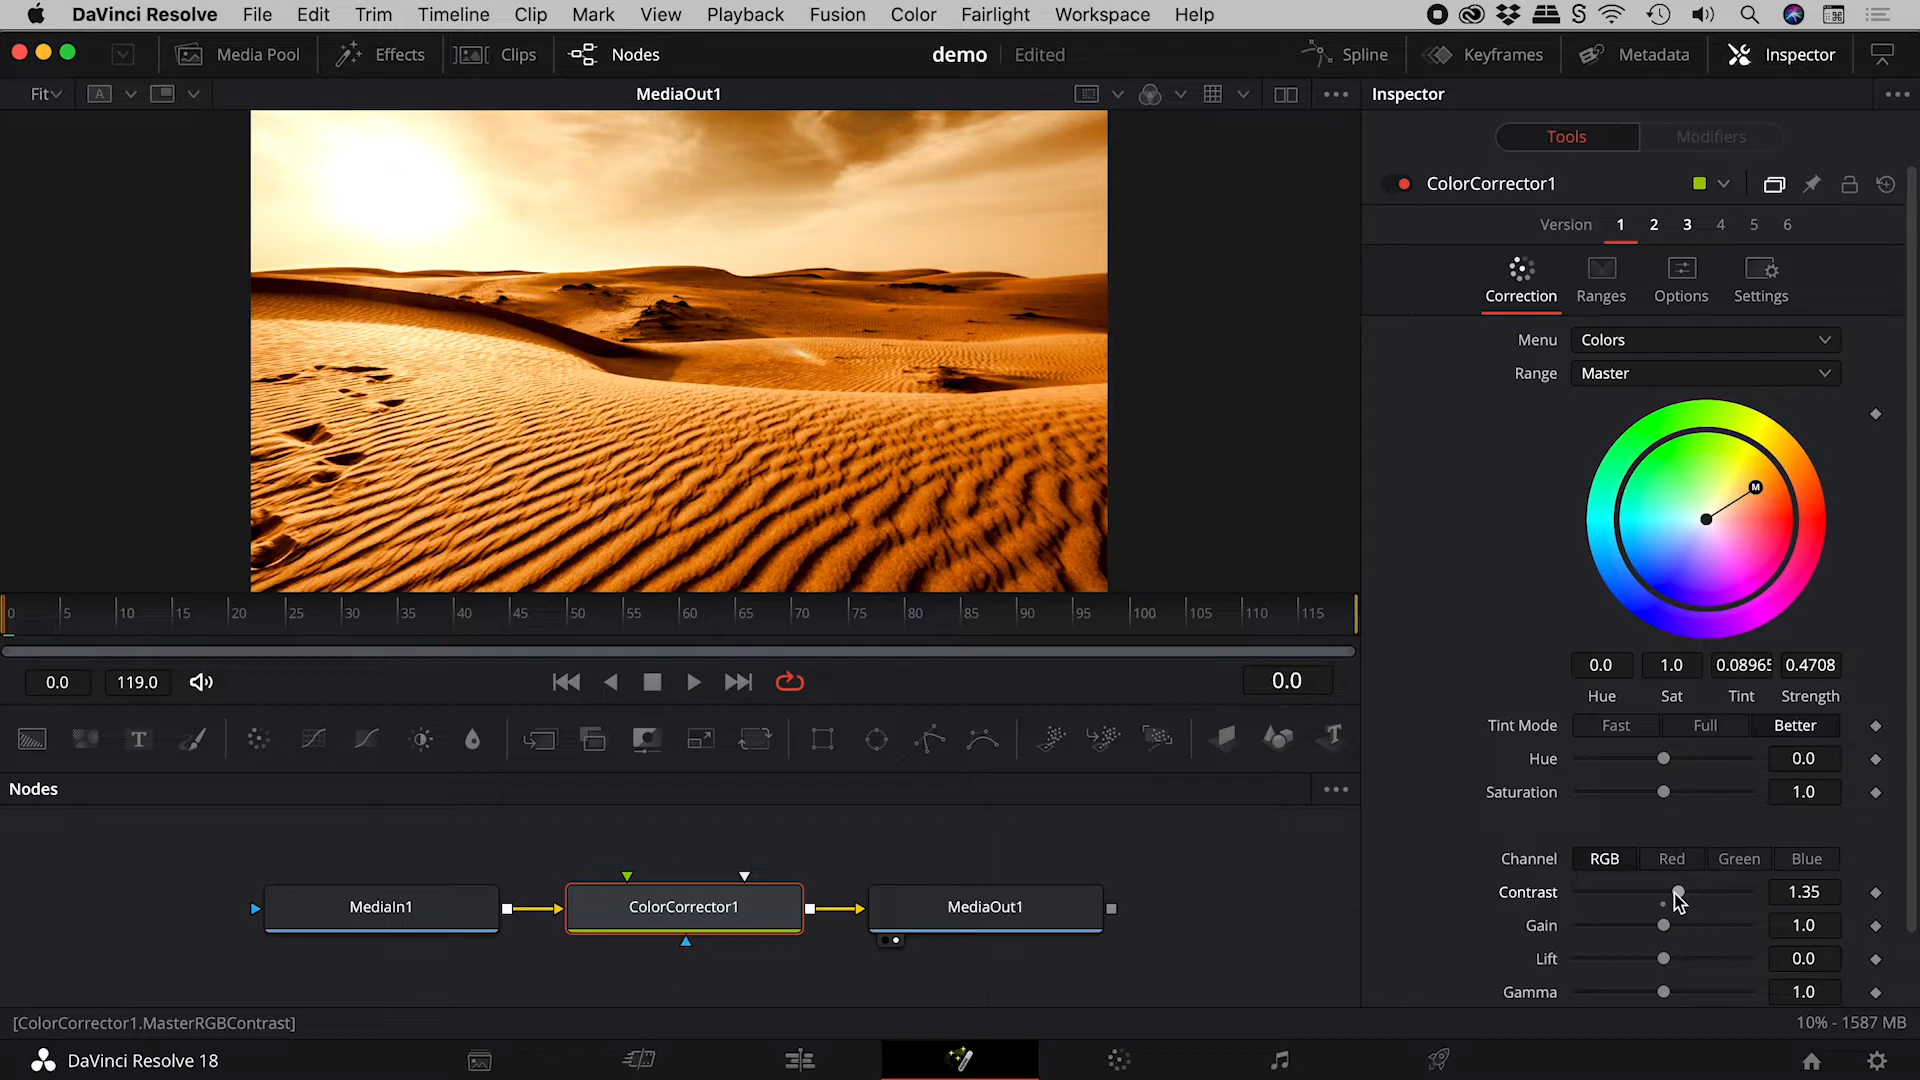 DaVinci Resolve File Edit Trim Timeline Clip Mark View Playback Fusion Color Fairlight Workspace Help
Media Pool Effects Clips Nodes demo Edited Spline Keyframes Metadata Inspector
Fit A MediaOut1 Inspector
Tools Modifiers
ColorCorrector1
Version 1 2 3 4 5 6
Correction Ranges Options Settings
Menu Colors
Range Master
M
0 5 10 15 20 25 30 35 40 45 50 55 60 65 70 75 80 85 90 95 100 105 110 115
0.0 1.0 0.08965 0.4708
Hue Sat Tint Strength
0.0 119.0 0.0
Tint Mode Fast Full Better
Hue 0.0
Saturation 1.0
Nodes
Channel RGB Red Green Blue
Contrast 1.35
Gain 1.0
Lift 0.0
Gamma 1.0
MediaIn1 ColorCorrector1 MediaOut1
[ColorCorrector1.MasterRGBContrast] 10% - 1587 MB
DaVinci Resolve 18